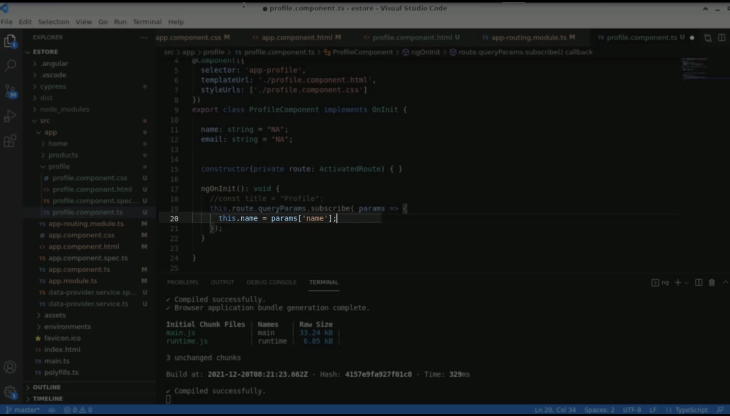 profile.component.ts - estore - Visual Studio Code
File Edit Selection View Go Run Terminal Help
EXPLORER
app.component.css M
app.component.html M
profile.component.html U
app-routing.module.ts M
profile.component.ts U
ESTORE
src > app > profile > TS profile.component.ts > ProfileComponent > ngOnInit > route.queryParams.subscribe() callback
.angular
.vscode
cypress
dist
node_modules
src
app
home
products
profile
profile.component.css U
profile.component.html U
profile.component.spec... U
profile.component.ts U
app-routing.module.ts M
app.component.css M
app.component.html M
app.component.spec.ts
app.component.ts M
app.module.ts M
data-provider.service.sp... U
data-provider.service.ts U
assets
environments
favicon.ico
index.html
main.ts
polyfills.ts
OUTLINE
TIMELINE
4 @Component({
5 selector: 'app-profile',
6 templateUrl: './profile.component.html',
7 styleUrls: ['./profile.component.css']
8 })
9 export class ProfileComponent implements OnInit {
10
11 name: string = "NA";
12 email: string = "NA";
13
14
15 constructor(private route: ActivatedRoute) { }
16
17 ngOnInit(): void {
18 //const title = "Profile";
19 this.route.queryParams.subscribe( params => {
20 this.name = params['name'];
21 });
22 }
23
24 }
25
PROBLEMS OUTPUT DEBUG CONSOLE TERMINAL
ng
✓ Compiled successfully.
✓ Browser application bundle generation complete.
Initial Chunk Files | Names | Raw Size
main.js | main | 33.24 kB |
runtime.js | runtime | 6.85 kB |
3 unchanged chunks
Build at: 2021-12-20T08:21:23.662Z - Hash: 4157e9fa927f01c8 - Time: 329ms
✓ Compiled successfully.
master* 0 0 Ln 20, Col 34 Spaces: 2 UTF-8 LF TypeScript